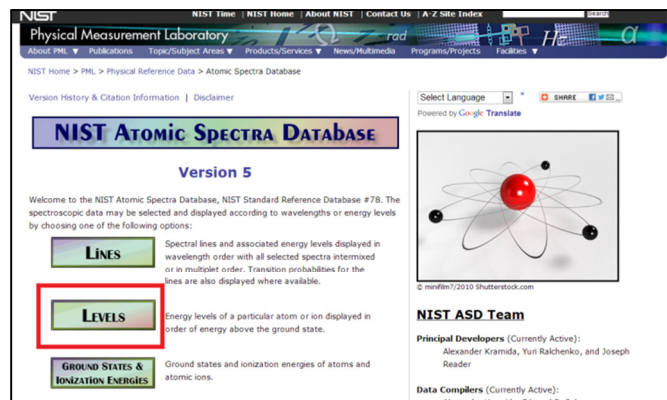 NIST
NIST Time | NIST Home | About NIST | Contact Us | A-Z Site Index
Search
Physical Measurement Laboratory
rad
Hz
α
About PML ▼ Publications Topic/Subject Areas ▼ Products/Services ▼ News/Multimedia Programs/Projects Facilities ▼
NIST Home > PML > Physical Reference Data > Atomic Spectra Database
Version History & Citation Information | Disclaimer
Select Language
SHARE
Powered by Google Translate
NIST ATOMIC SPECTRA DATABASE
Version 5
Welcome to the NIST Atomic Spectra Database, NIST Standard Reference Database #78. The
spectroscopic data may be selected and displayed according to wavelengths or energy levels
by choosing one of the following options:
LINES
Spectral lines and associated energy levels displayed in
wavelength order with all selected spectra intermixed
or in multiplet order. Transition probabilities for the
lines are also displayed where available.
LEVELS
Energy levels of a particular atom or ion displayed in
order of energy above the ground state.
GROUND STATES &
IONIZATION ENERGIES
Ground states and ionization energies of atoms and
atomic ions.
© minifilm7/2010 Shutterstock.com
NIST ASD Team
Principal Developers (Currently Active):
Alexander Kramida, Yuri Ralchenko, and Joseph
Reader
Data Compilers (Currently Active):